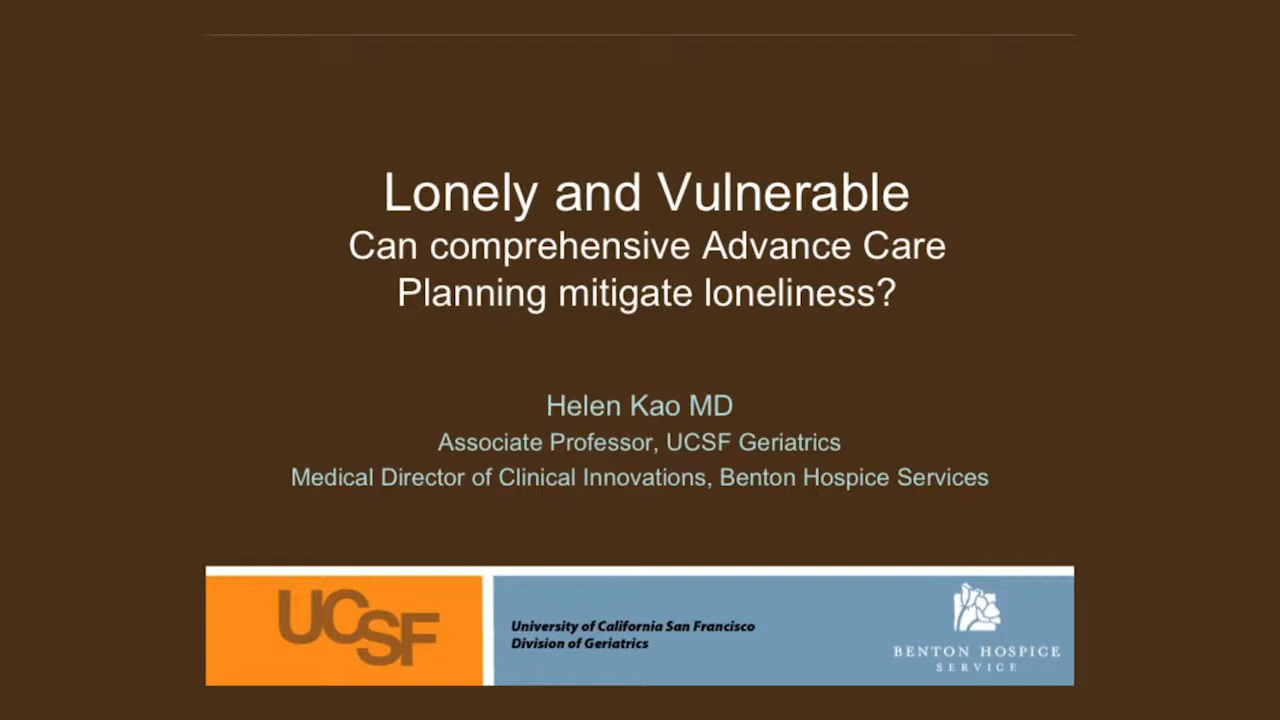 Lonely and Vulnerable
Can comprehensive Advance Care
Planning mitigate loneliness?
Helen Kao MD
Associate Professor, UCSF Geriatrics
Medical Director of Clinical Innovations, Benton Hospice Services
UCSF
University of California San Francisco
Division of Geriatrics
BENTON HOSPICE
SERVICE